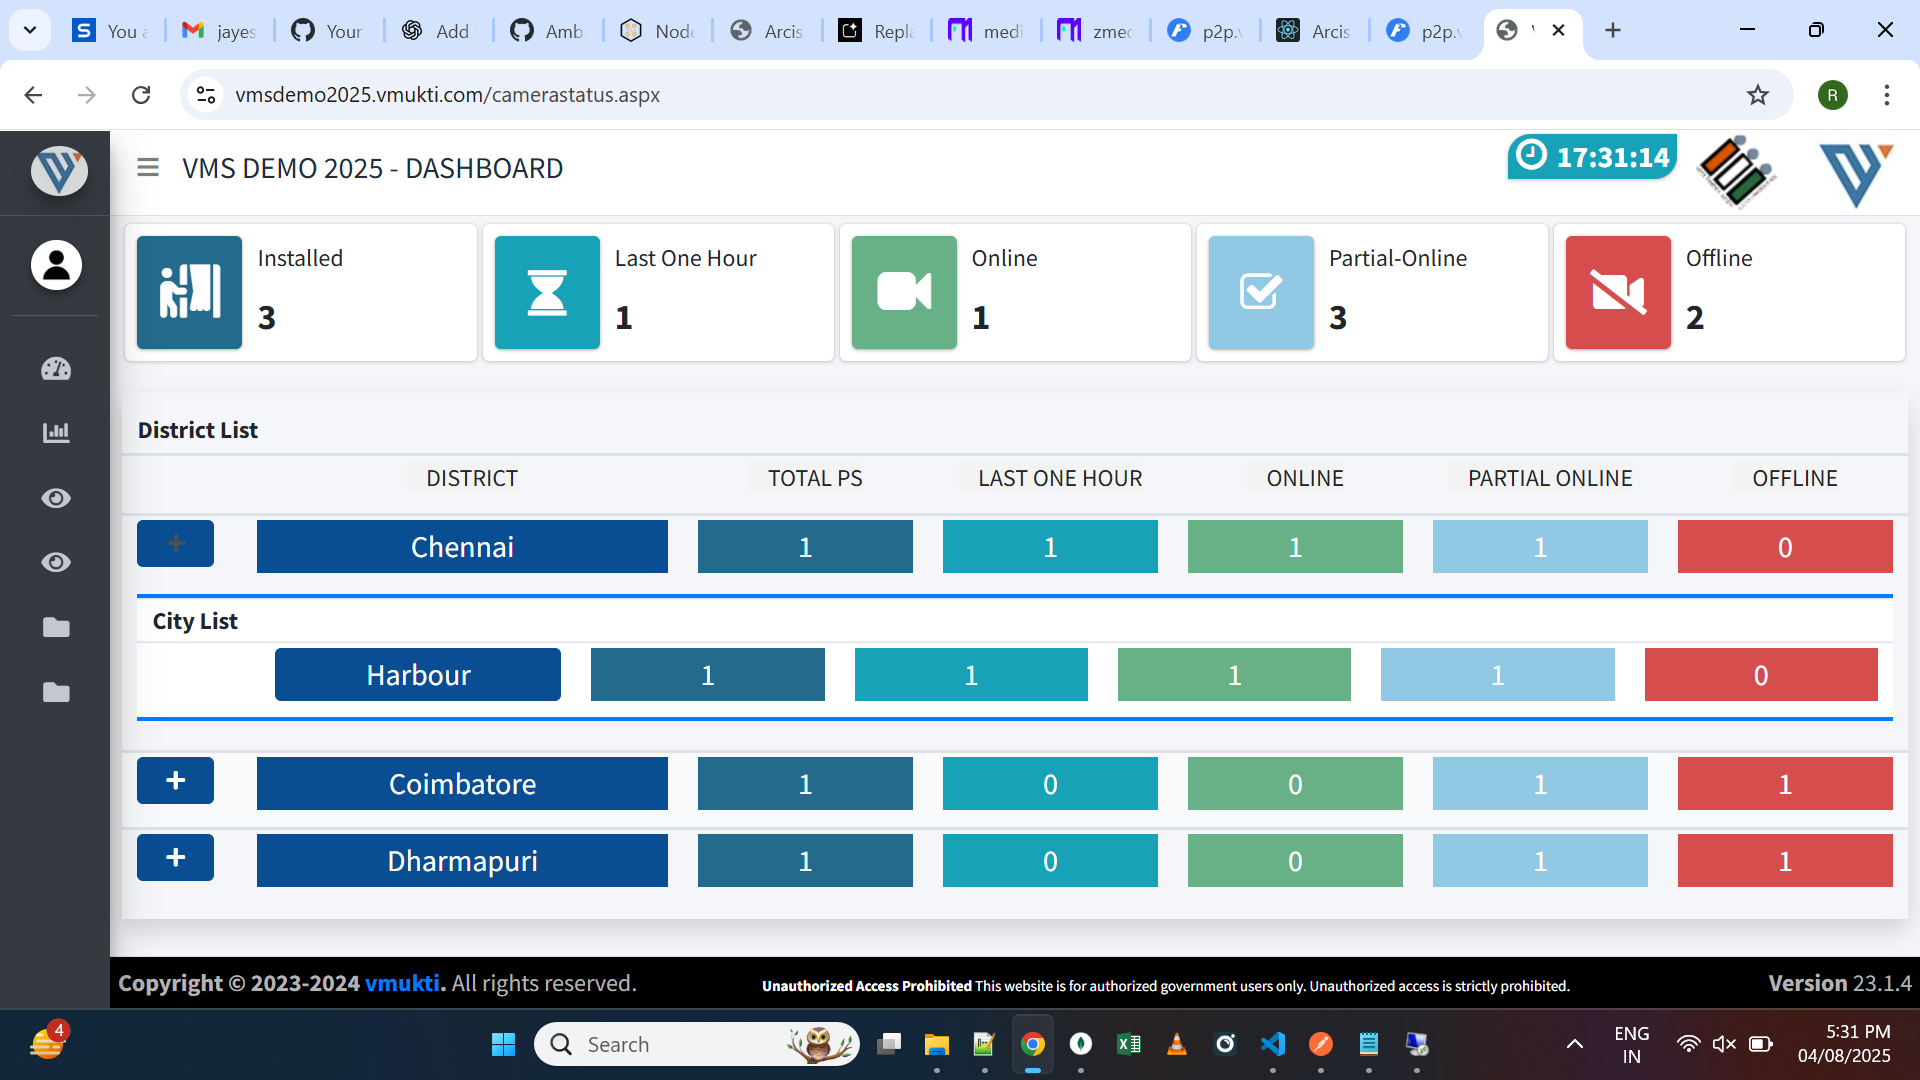 You a
jayes
Your
Add
Amb
Node
Arcis
Repla
medi
zmed
p2p.v
Arcis
p2p.v
vmsdemo2025.vmukti.com/camerastatus.aspx
R
VMS DEMO 2025 - DASHBOARD
17:31:14
Installed
3
Last One Hour
1
Online
1
Partial-Online
3
Offline
2
District List
DISTRICT TOTAL PS LAST ONE HOUR ONLINE PARTIAL ONLINE OFFLINE
+ Chennai 1 1 1 1 0
City List
Harbour 1 1 1 1 0
+ Coimbatore 1 0 0 1 1
+ Dharmapuri 1 0 0 1 1
Copyright © 2023-2024 vmukti. All rights reserved.
Unauthorized Access Prohibited This website is for authorized government users only. Unauthorized access is strictly prohibited.
Version 23.1.4
4
Search
ENG
IN
5:31 PM
04/08/2025